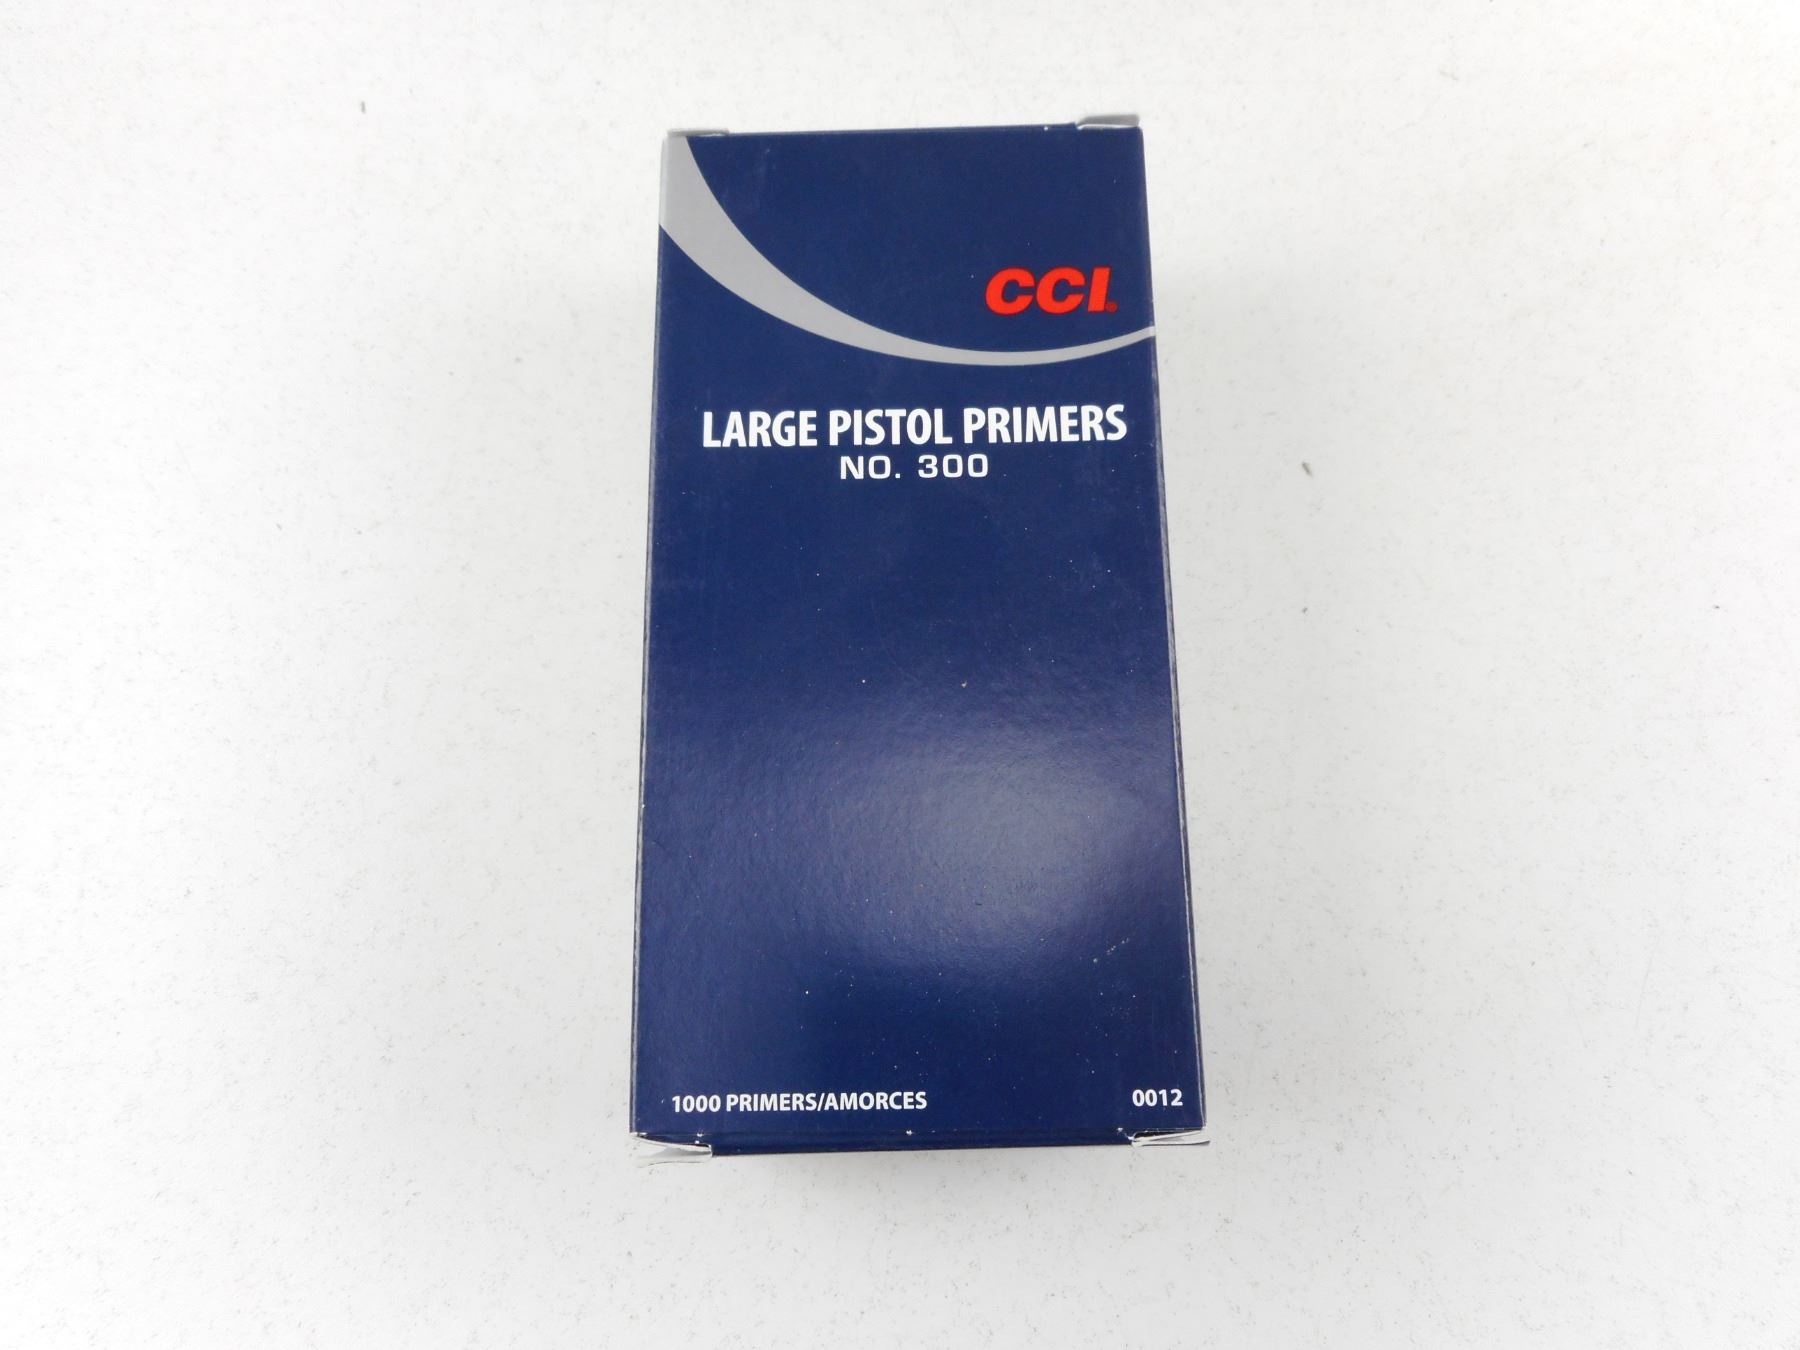 CCI®
LARGE PISTOL PRIMERS
NO. 300
1000 PRIMERS/AMORCES 0012